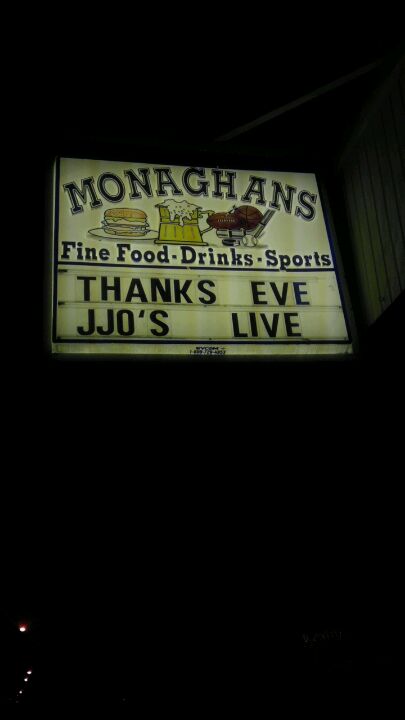 MONAGHANS
Fine Food - Drinks - Sports
THANKS EVE
JJO'S LIVE